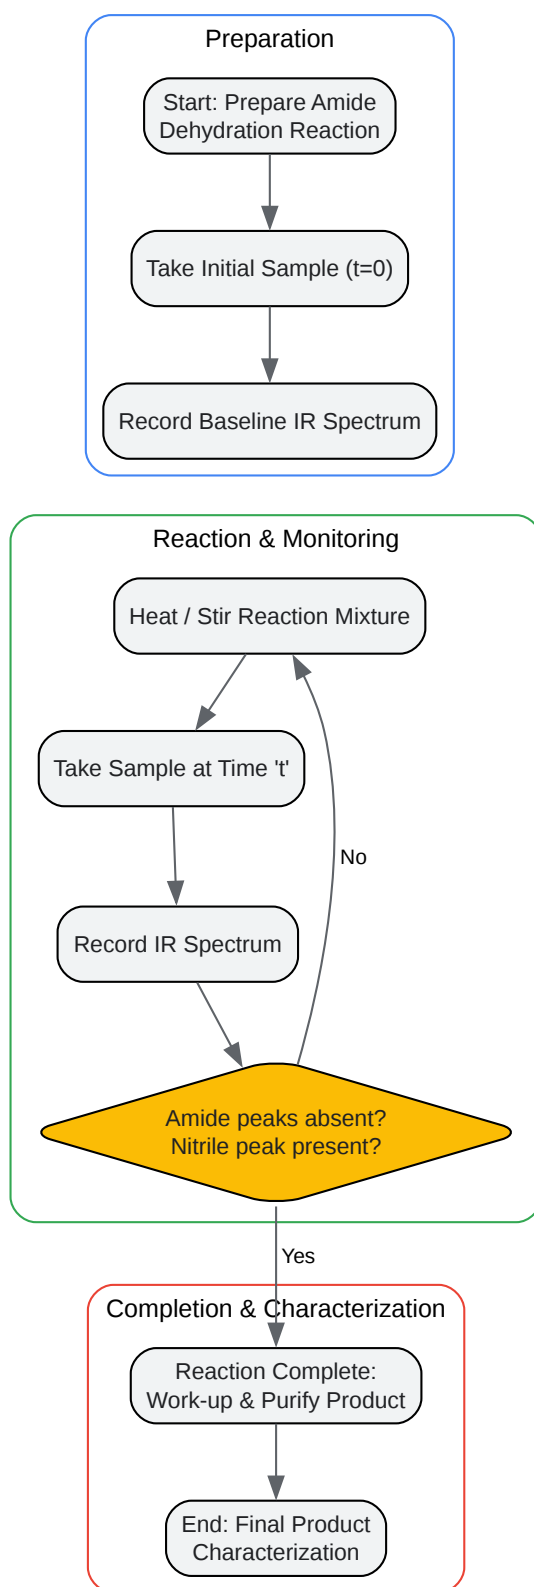 Preparation
Start: Prepare Amide
Dehydration Reaction
Take Initial Sample (t=0)
Record Baseline IR Spectrum
Reaction & Monitoring
Heat / Stir Reaction Mixture
Take Sample at Time 't'
No
Record IR Spectrum
Amide peaks absent?
Nitrile peak present?
Yes
Completion & Characterization
Reaction Complete:
Work-up & Purify Product
End: Final Product
Characterization